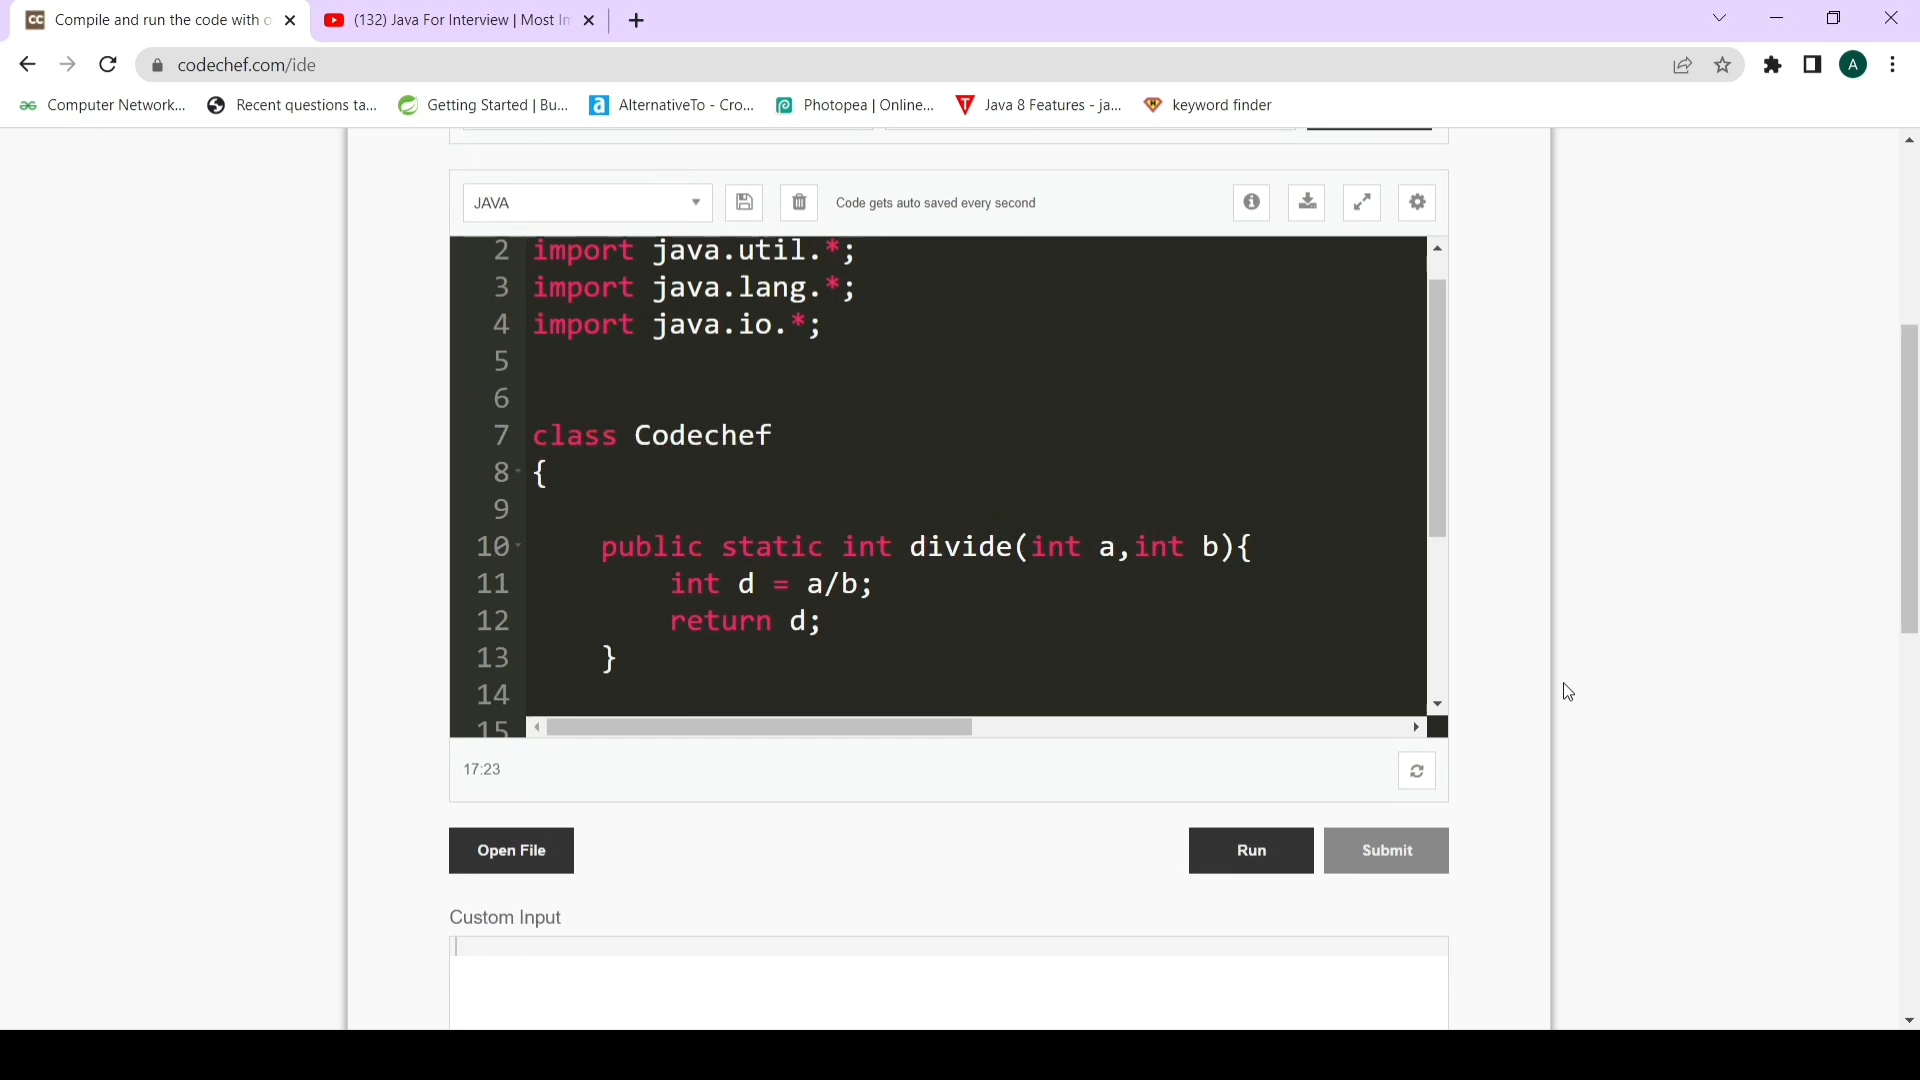 CC Compile and run the code with o
(132) Java For Interview | Most Im
codechef.com/ide
A
Computer Network... Recent questions ta... Getting Started | Bu... a AlternativeTo - Cro... Photopea | Online... T Java 8 Features - ja... keyword finder
JAVA Code gets auto saved every second
2 import java.util.*;
3 import java.lang.*;
4 import java.io.*;
5
6
7 class Codechef
8 {
9
10 public static int divide(int a,int b){
11 int d = a/b;
12 return d;
13 }
14
15
17:23
Open File Run Submit
Custom Input